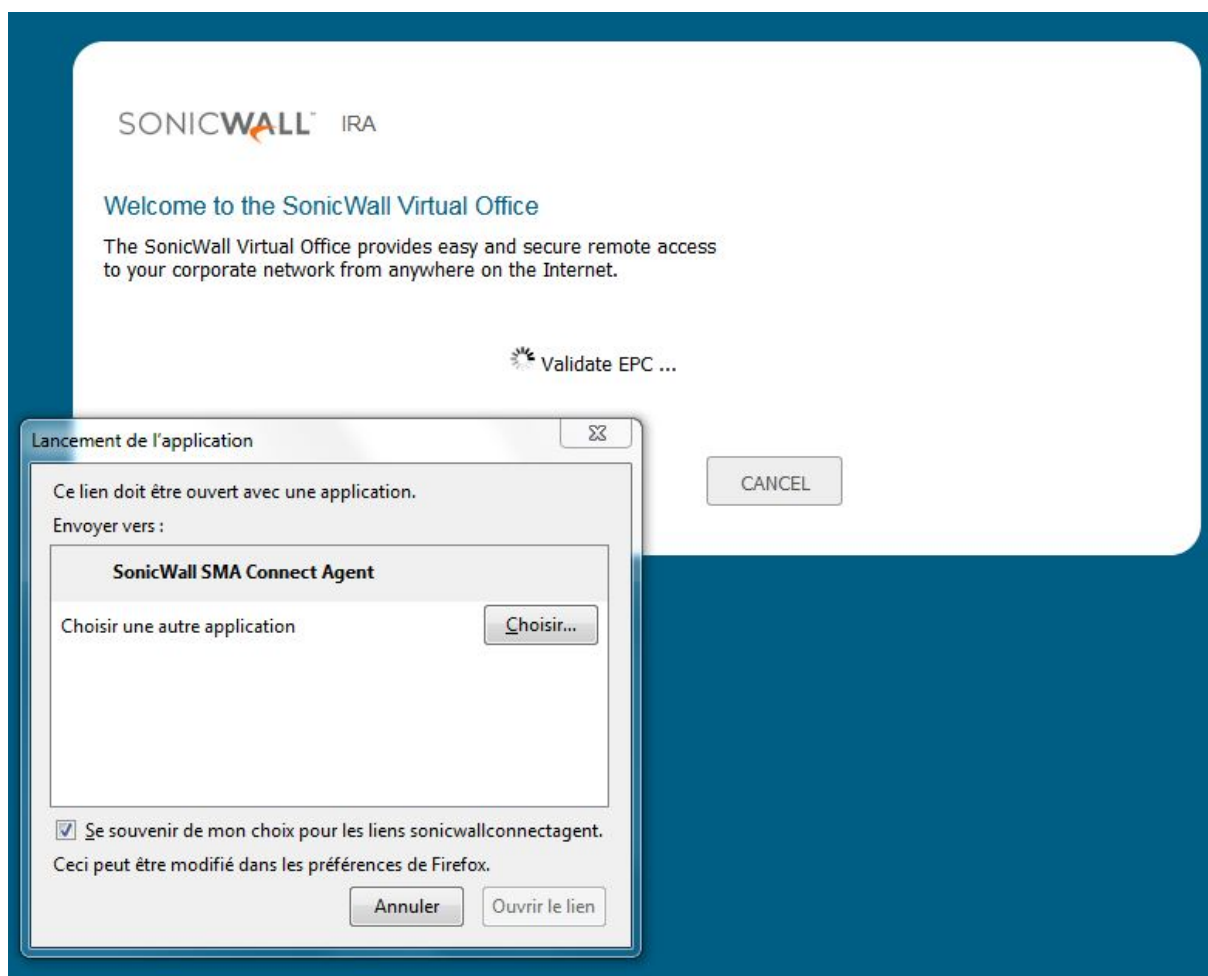 SONICWALL™ IRA
Welcome to the SonicWall Virtual Office
The SonicWall Virtual Office provides easy and secure remote access
to your corporate network from anywhere on the Internet.
Validate EPC ...
CANCEL
Lancement de l'application
Ce lien doit être ouvert avec une application.
Envoyer vers :
SonicWall SMA Connect Agent
Choisir une autre application
Choisir...
Se souvenir de mon choix pour les liens sonicwallconnectagent.
Ceci peut être modifié dans les préférences de Firefox.
Annuler
Ouvrir le lien